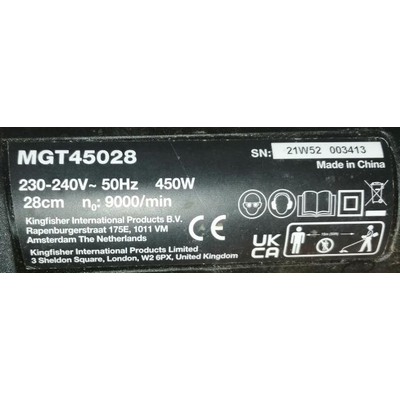 MGT45028
SN: 21W52 003413
Made in China
230-240V~ 50Hz 450W
28cm n₀: 9000/min
Kingfisher International Products B.V.
Rapenburgerstraat 175E, 1011 VM
Amsterdam The Netherlands
CE
Kingfisher International Products Limited
3 Sheldon Square, London, W2 6PX, United Kingdom
UK
CA